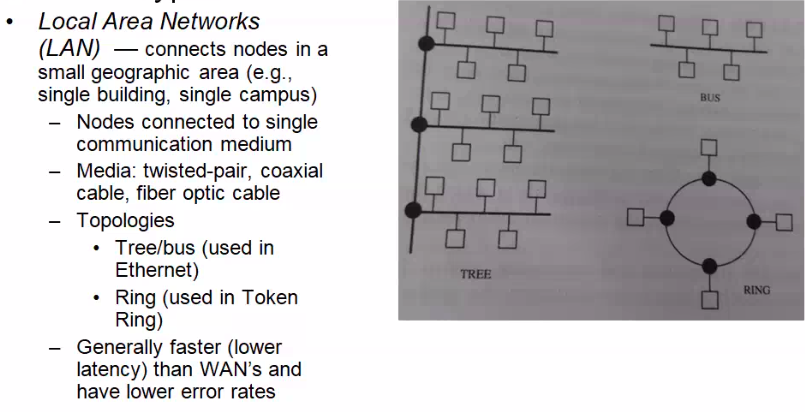 • Local Area Networks
(LAN) — connects nodes in a
small geographic area (e.g.,
single building, single campus)
– Nodes connected to single
communication medium
– Media: twisted-pair, coaxial
cable, fiber optic cable
– Topologies
• Tree/bus (used in
Ethernet)
• Ring (used in Token
Ring)
– Generally faster (lower
latency) than WAN's and
have lower error rates
TREE
BUS
RING